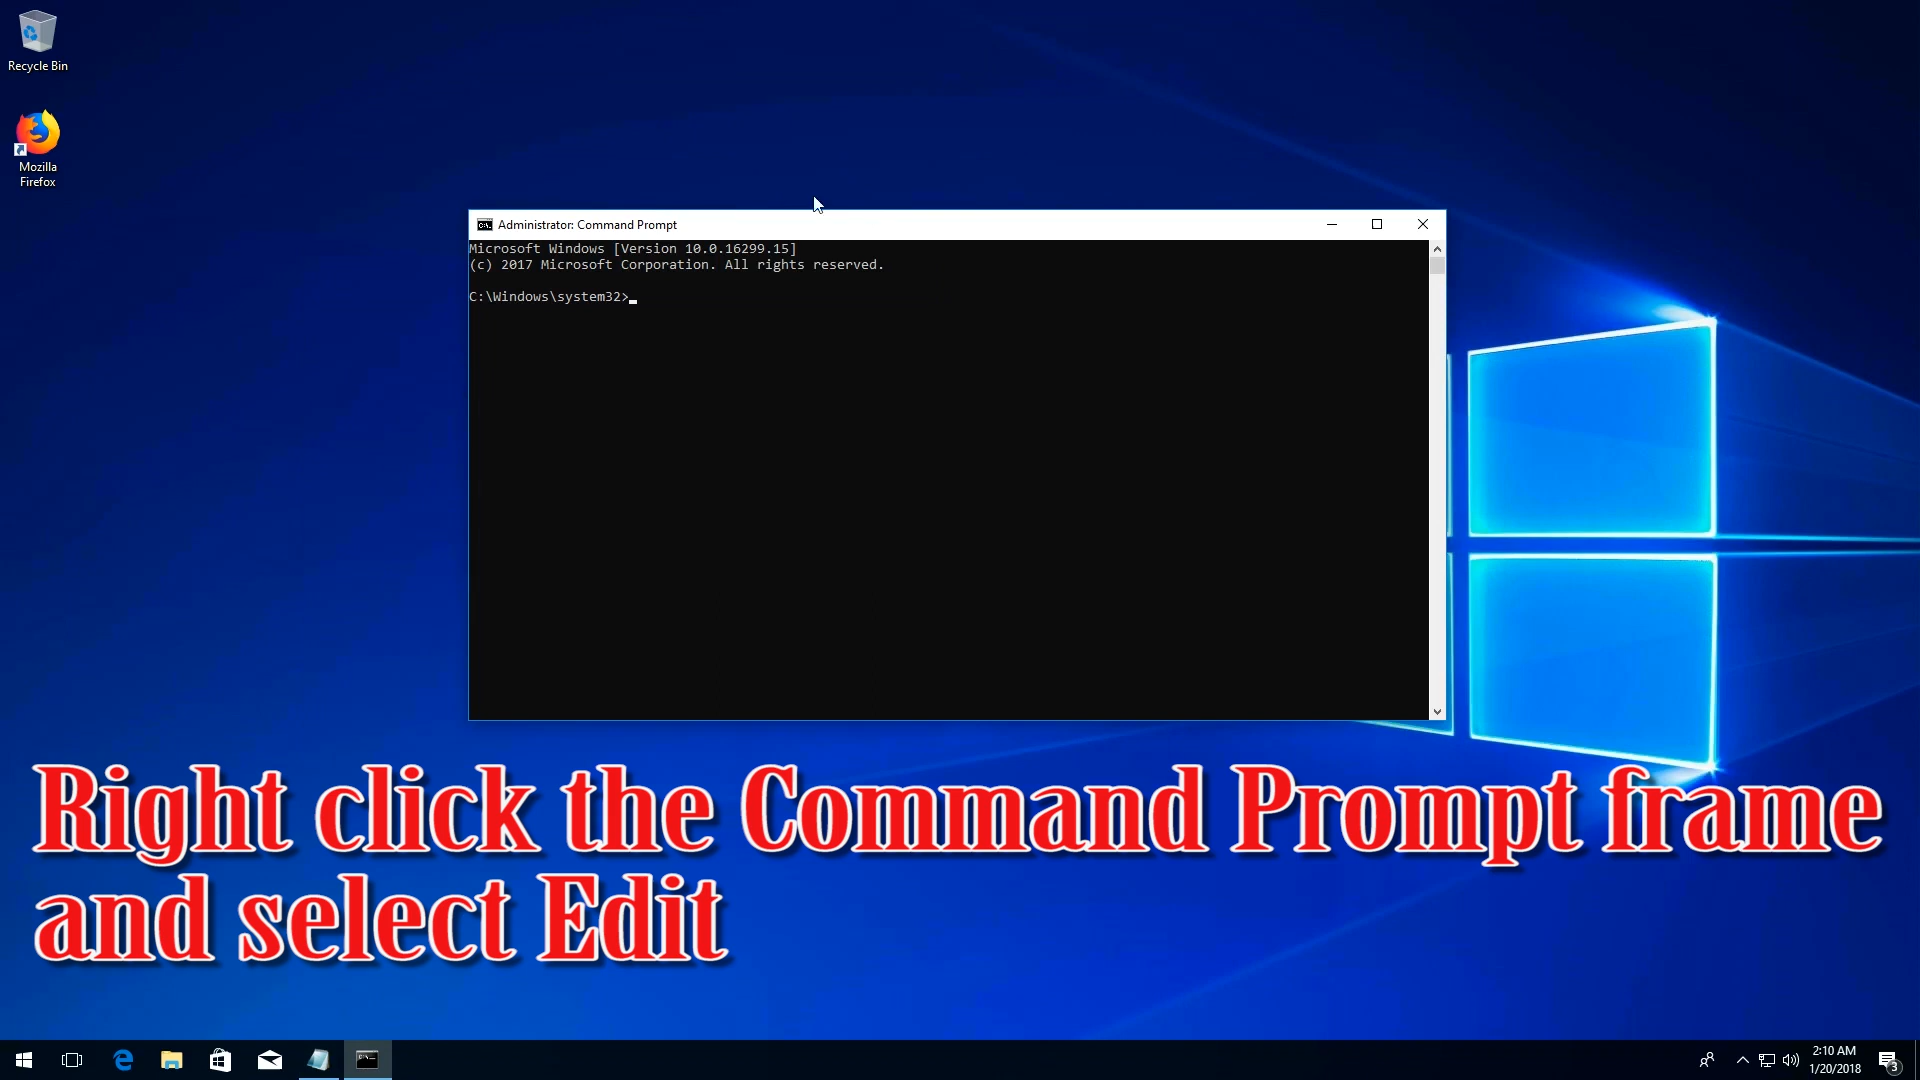 Recycle Bin
Mozilla
Firefox
Administrator: Command Prompt
Microsoft Windows [Version 10.0.16299.15]
(c) 2017 Microsoft Corporation. All rights reserved.
C:\Windows\system32>
Right click the Command Prompt frame
and select Edit
2:10 AM
1/20/2018
3